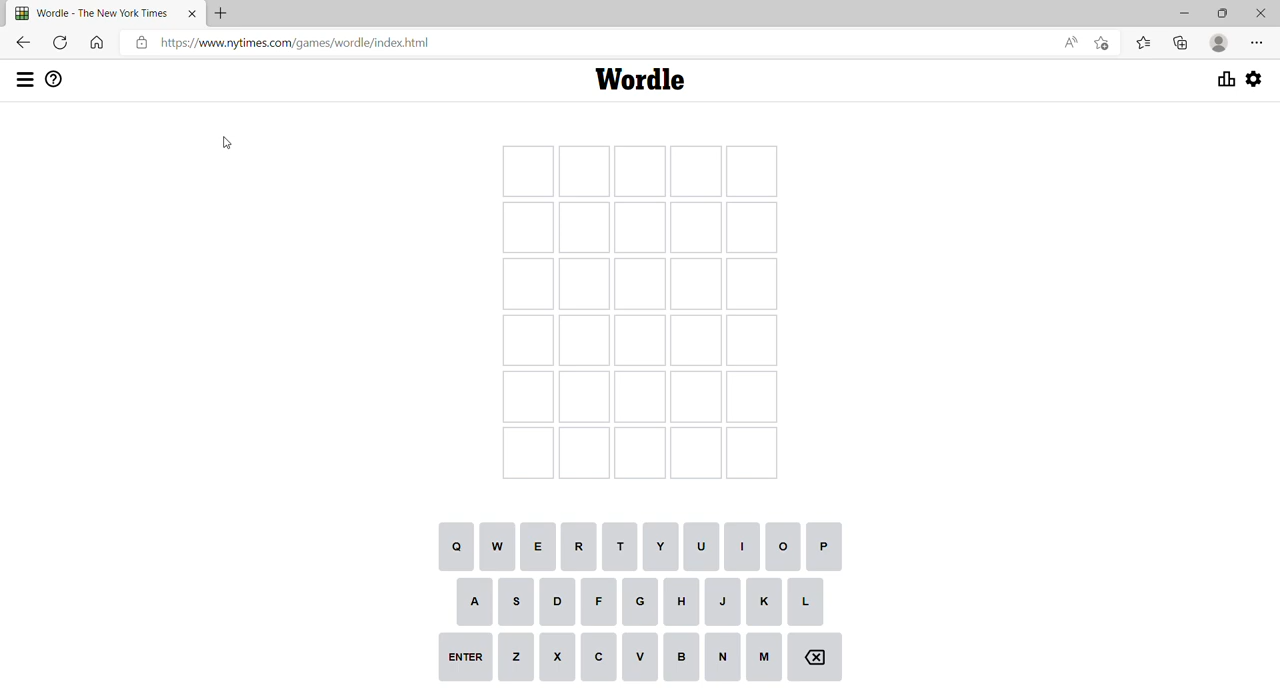 Wordle - The New York Times
https://www.nytimes.com/games/wordle/index.html
Wordle
Q W E R T Y U I O P
A S D F G H J K L
ENTER Z X C V B N M